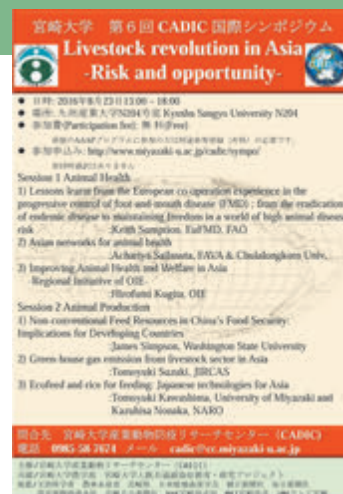 宮崎大学 第6回 CADIC 国際シンポジウム
Livestock revolution in Asia
-Risk and opportunity-
● 日時: 2016年8月23日15:00 - 18:00
● 場所: 九州産業大学N204号室 Kyushu Sangyo University N204
● 参加費(Participation fee): 無料(Free)
● 参加申込み: http://www.miyazaki-u.ac.jp/cadic/sympo/
Session 1 Animal Health
1) Lessons learnt from the European co-operation experience in the
progressive control of foot-and-mouth disease (FMD) ; from the eradication
of endemic disease to maintaining freedom in a world of high animal disease
risk :Keith Sumption, EuFMD, FAO
2) Asian networks for animal health
:Achariya Sailasuta, FAVA & Chulalongkorn Univ.
3) Improving Animal Health and Welfare in Asia
-Regional Initiative of OIE-
:Hirofumi Kugita, OIE
Session 2 Animal Production
1) Non-conventional Feed Resources in China's Food Security:
Implications for Developing Countries
:James Simpson, Washington State University
2) Green-house gas emission from livestock sector in Asia
:Tomoyuki Suzuki, JIRCAS
3) Ecofeed and rice for feeding: Japanese technologies for Asia
:Tomoyuki Kawashima, University of Miyazaki and
Kazuhisa Nonaka, NARO
問合先 宮崎大学産業動物防疫リサーチセンター (CADIC)
電話 0985-58-7674 メール cadic@cc.miyazaki-u.ac.jp